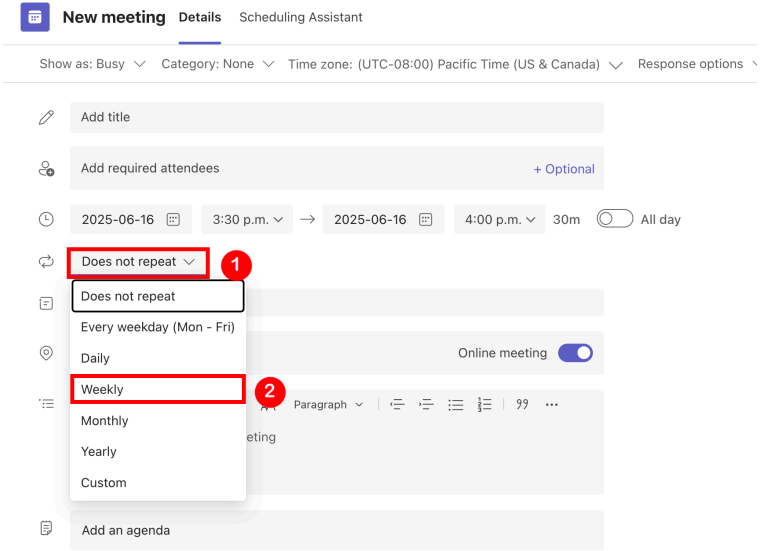 New meeting Details Scheduling Assistant
Show as: Busy Category: None Time zone: (UTC-08:00) Pacific Time (US & Canada) Response options
Add title
Add required attendees + Optional
2025-06-16 3:30 p.m. → 2025-06-16 4:00 p.m. 30m All day
Does not repeat 1
Does not repeat
Every weekday (Mon - Fri)
Daily Online meeting
Weekly 2
Paragraph
Monthly
eting
Yearly
Custom
Add an agenda